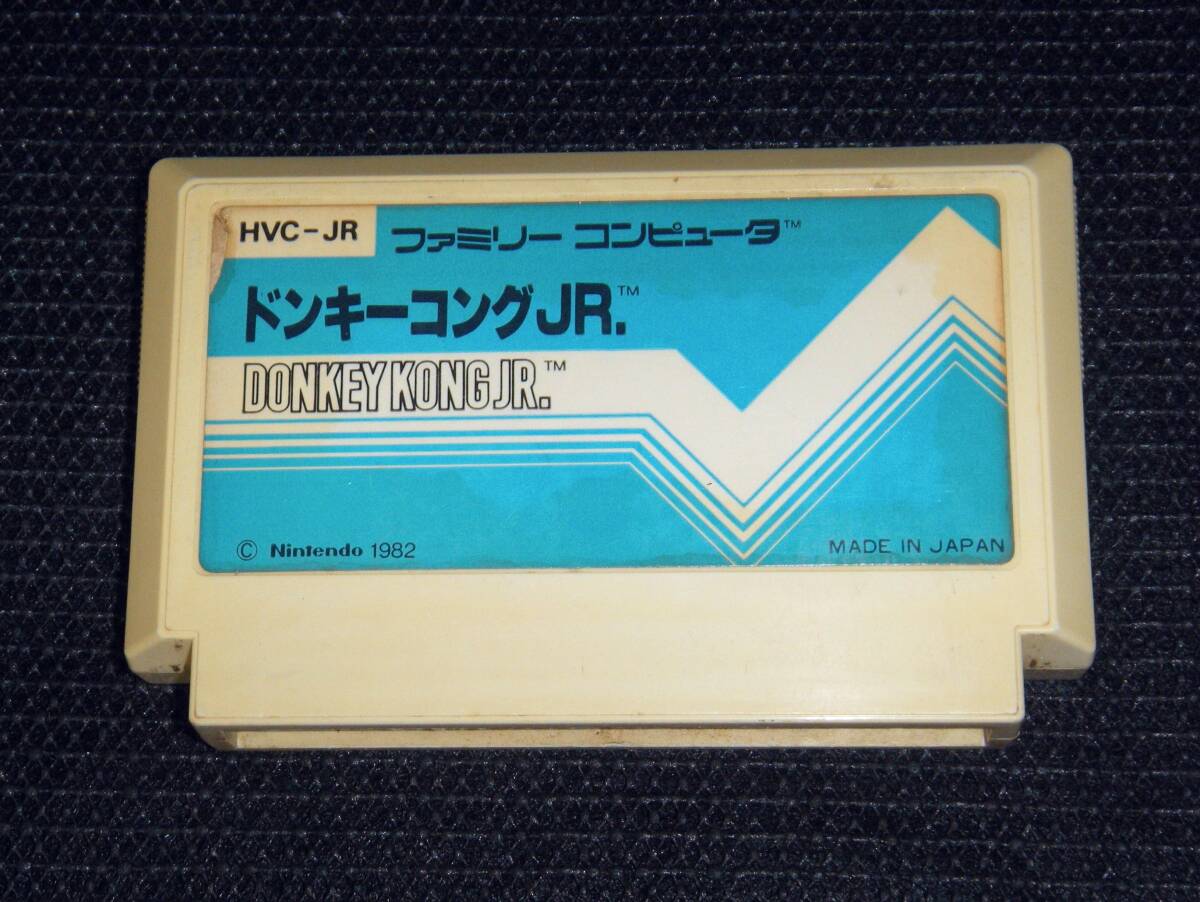 HVC-JR
ファミリー コンピュータ™
ドンキーコングJR.™
DONKEY KONG JR.™
© Nintendo 1982
MADE IN JAPAN